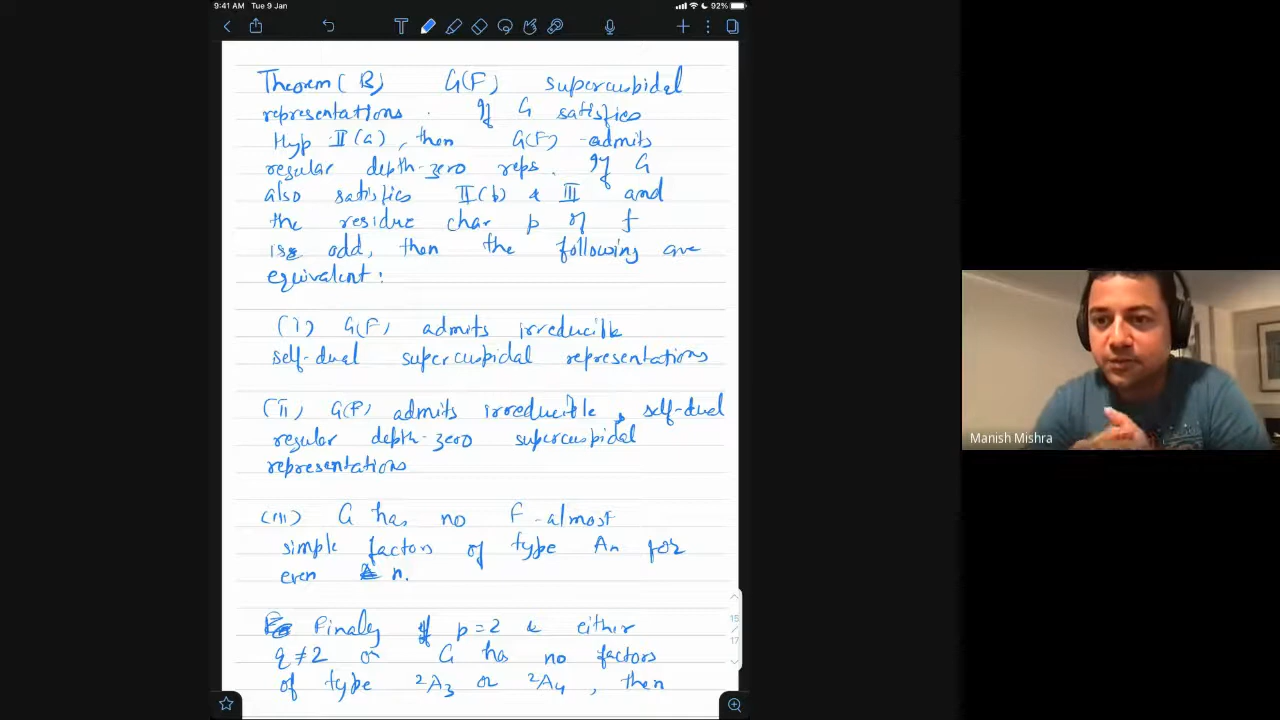 9:41 AM Tue 9 Jan
92%
Theorem (B) G(F) supercuspidal
representations. If G satisfies
Hyp II(a), then G(F) admits
regular depth-zero reps. If G
also satisfies II(b) & III and
the residue char p of f
is odd, then the following are
equivalent:
(i) G(F) admits irreducible
self-dual supercuspidal representations
(ii) G(F) admits irreducible, self-dual
regular depth-zero supercuspidal
representations
(iii) G has no F-almost
simple factors of type An for
even n.
Finaly if p=2 & either
q≠2 or G has no factors
of type ²A₃ or ²A₄, then
15
17
Manish Mishra